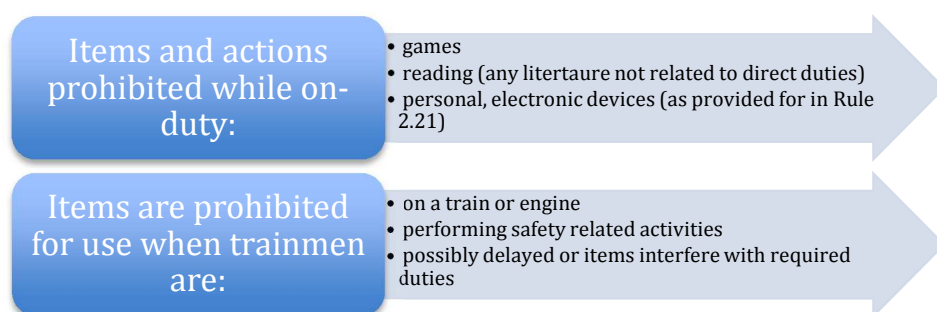 Items and actions
prohibited while on-
duty:
• games
• reading (any litertaure not related to direct duties)
• personal, electronic devices (as provided for in Rule
2.21)
Items are prohibited
for use when trainmen
are:
• on a train or engine
• performing safety related activities
• possibly delayed or items interfere with required
duties